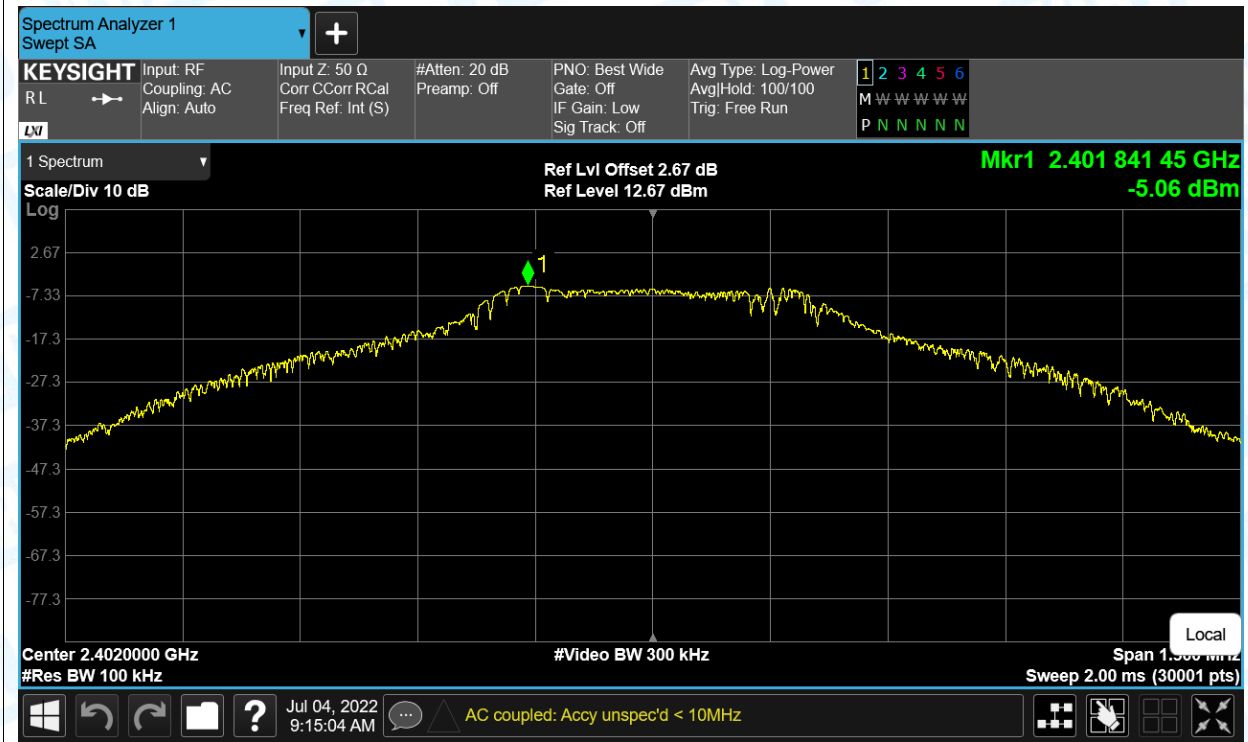 Spectrum Analyzer 1
Swept SA
KEYSIGHT
R L
LXI
Input: RF
Coupling: AC
Align: Auto
Input Z: 50 Ω
Corr CCorr RCal
Freq Ref: Int (S)
#Atten: 20 dB
Preamp: Off
PNO: Best Wide
Gate: Off
IF Gain: Low
Sig Track: Off
Avg Type: Log-Power
Avg|Hold: 100/100
Trig: Free Run
1 2 3 4 5 6
M W W W W W W
P N N N N N N
1 Spectrum
Scale/Div 10 dB
Ref Lvl Offset 2.67 dB
Ref Level 12.67 dBm
Mkr1 2.401 841 45 GHz
-5.06 dBm
Log
2.67
1
-7.33
-17.3
-27.3
-37.3
-47.3
-57.3
-67.3
-77.3
Local
Center 2.4020000 GHz
#Video BW 300 kHz
Span
#Res BW 100 kHz
Sweep 2.00 ms (30001 pts)
?
Jul 04, 2022
9:15:04 AM
AC coupled: Accy unspec'd < 10MHz